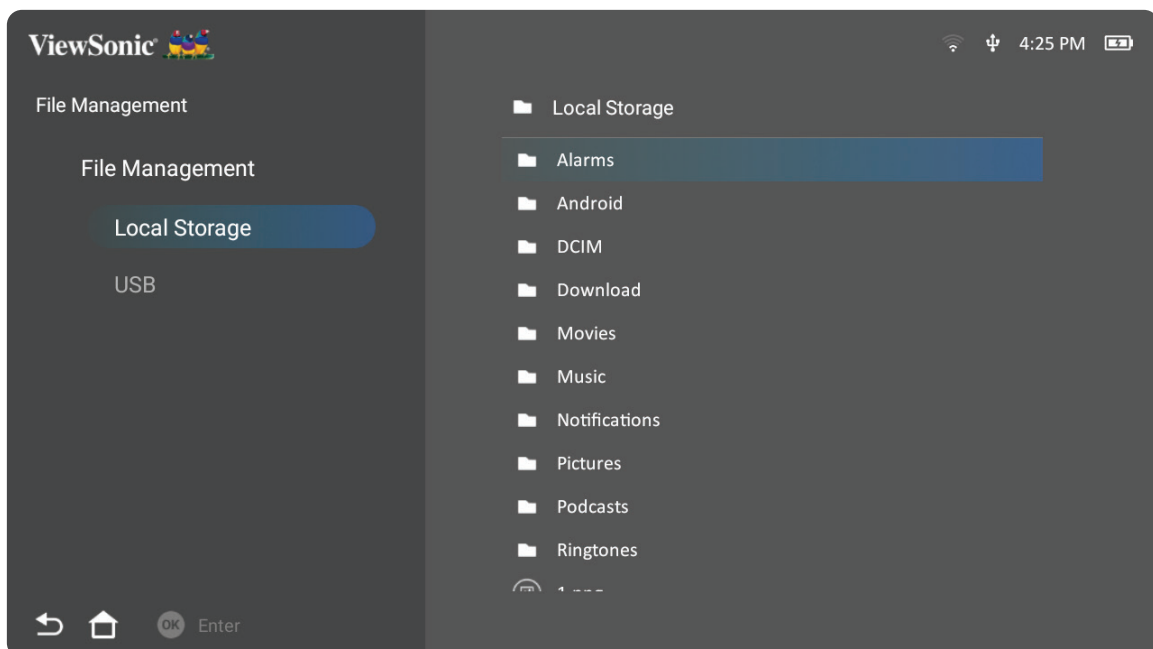 ViewSonic
4:25 PM
File Management
File Management
Local Storage
USB
Local Storage
Alarms
Android
DCIM
Download
Movies
Music
Notifications
Pictures
Podcasts
Ringtones
OK Enter